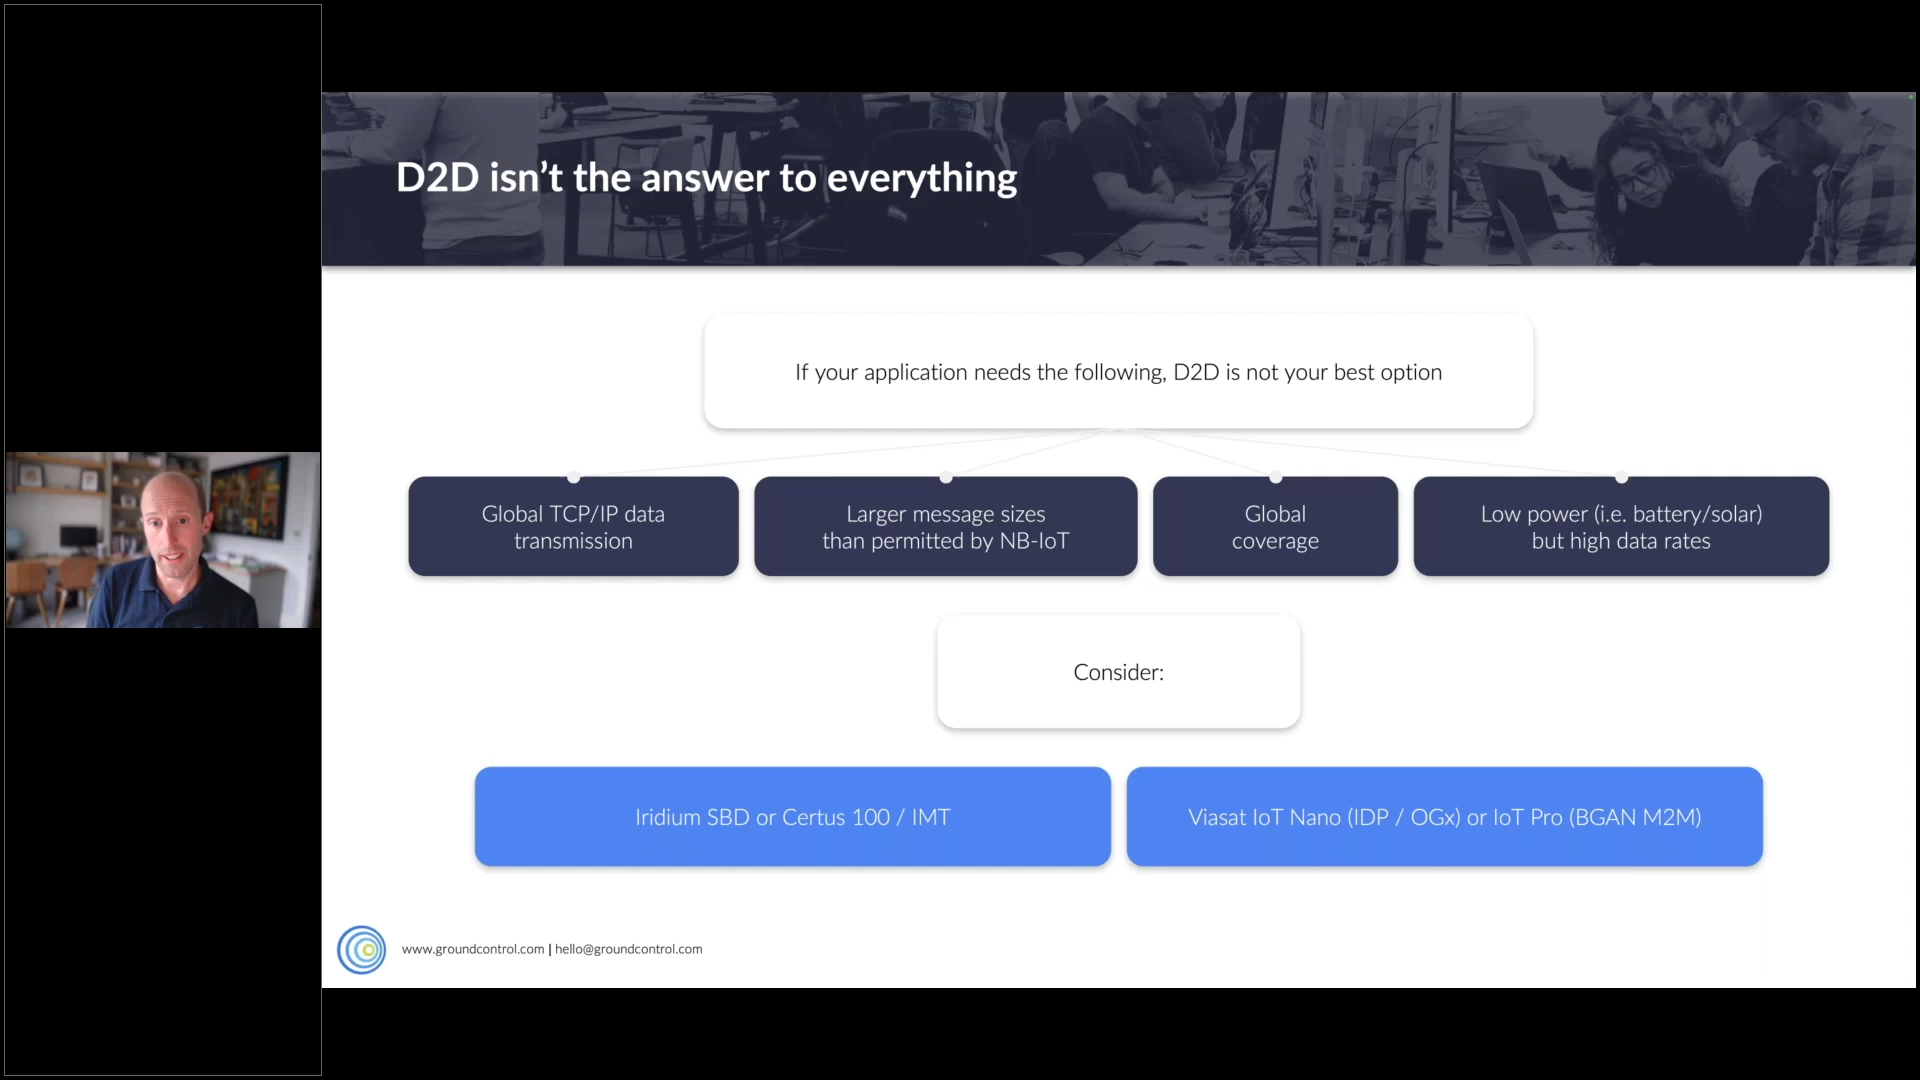 D2D isn’t the answer to everything
If your application needs the following, D2D is not your best option
Global TCP/IP data
transmission
Larger message sizes
than permitted by NB-IoT
Global
coverage
Low power (i.e. battery/solar)
but high data rates
Consider:
Iridium SBD or Certus 100 / IMT
Viasat IoT Nano (IDP / OGx) or IoT Pro (BGAN M2M)
www.groundcontrol.com | hello@groundcontrol.com